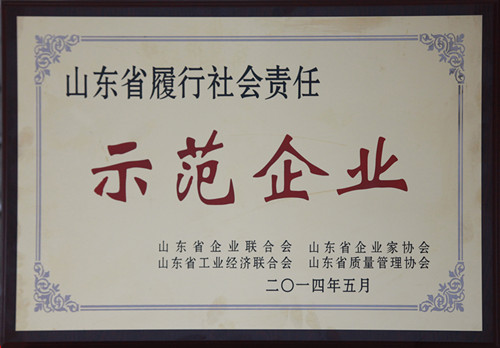 山东省履行社会责任
示范企业
山东省企业联合会 山东省企业家协会
山东省工业经济联合会 山东省质量管理协会
二〇一四年五月